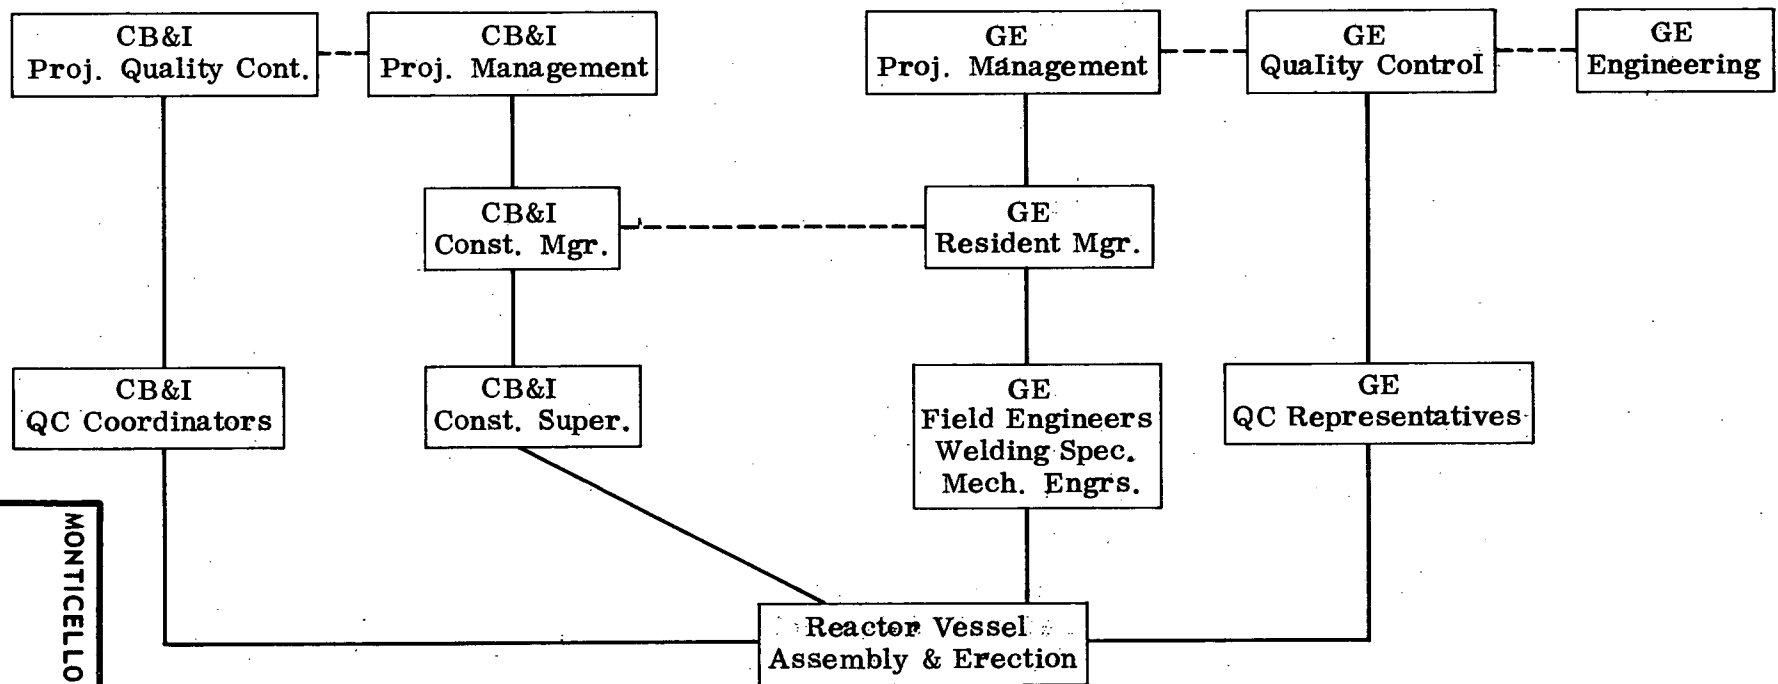 CB&I
Proj. Quality Cont.
CB&I
Proj. Management
GE
Proj. Management
GE
Quality Control
GE
Engineering
CB&I
Const. Mgr.
GE
Resident Mgr.
CB&I
QC Coordinators
CB&I
Const. Super.
GE
Field Engineers
Welding Spec.
Mech. Engrs.
GE
QC Representatives
MONTICELLO
Reactor Vessel
Assembly & Erection